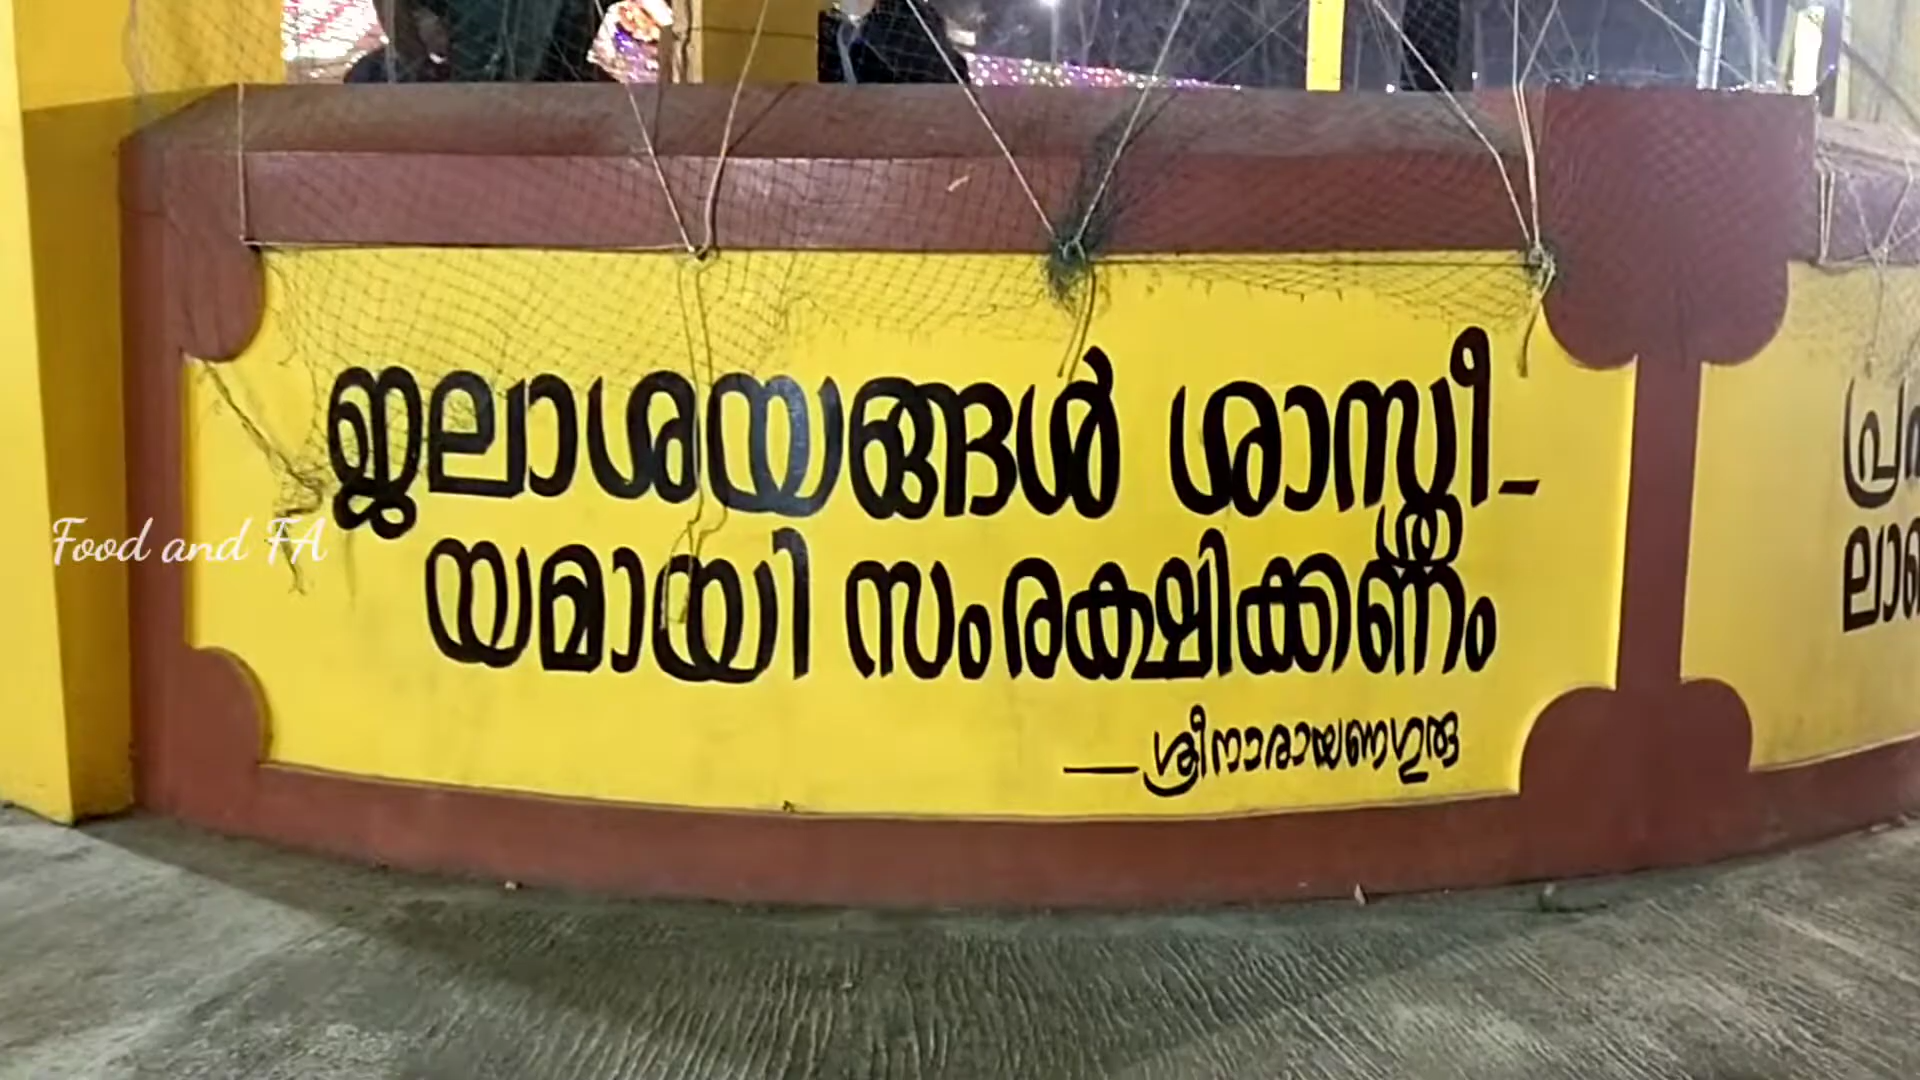 ജലാശയങ്ങൾ ശാസ്ത്രീ-
യമായി സംരക്ഷിക്കണം
— ശ്രീനാരായണഗുരു
Food and FA